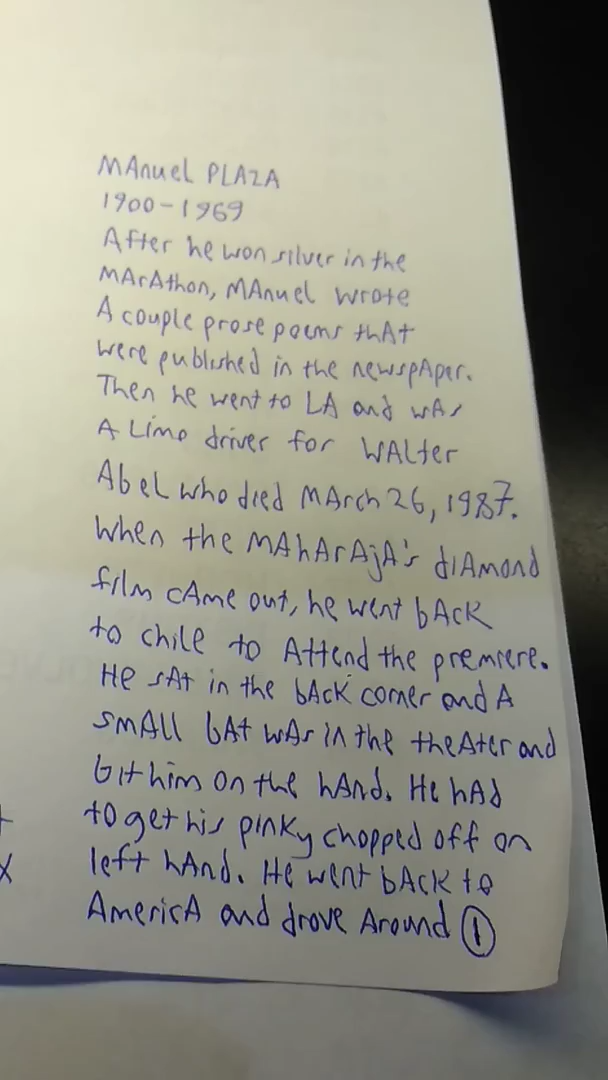 MAnuel PLAZA
1900-1969
After he won silver in the
MArAthon, MAnuel wrote
A couple prose poems thAt
were published in the newspAper.
Then he went to LA and wAs
A Limo driver for WALter
Abel who died MArch 26, 1987.
When the MAhArAjA's diAmond
film cAme out, he went bAcK
to chile to Attend the premiere.
He sAt in the bAcK corner and A
smAll bAt wAs in the theAter and
bit him on the hAnd. He hAd
to get his pinKy chopped off on
left hAnd. He went bAcK to
AmericA and drove Around ①